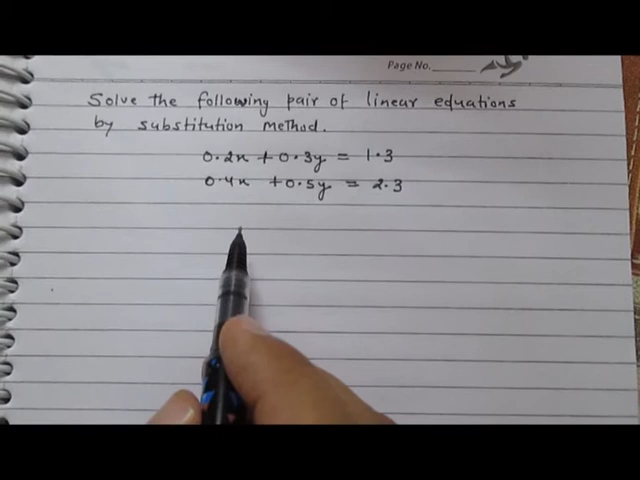 Page No.
Solve the following pair of linear equations
by substitution method.
0.2x + 0.3y = 1.3
0.4x + 0.5y = 2.3